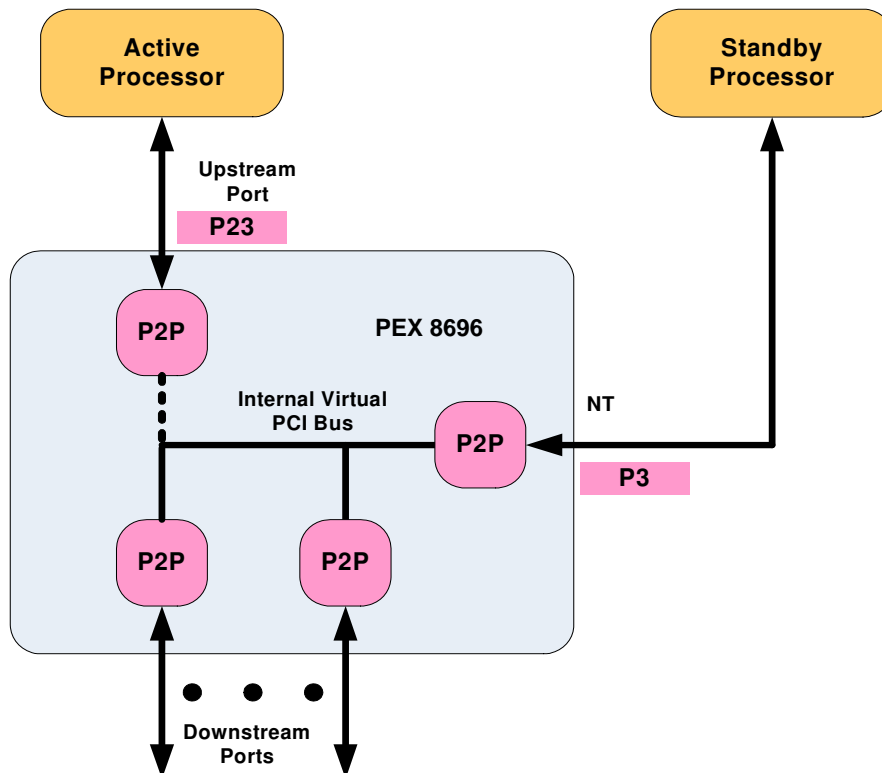 Active
Processor
Standby
Processor
Upstream
Port
P23
P2P
PEX 8696
Internal Virtual
PCI Bus
NT
P2P
P3
P2P
P2P
Downstream
Ports